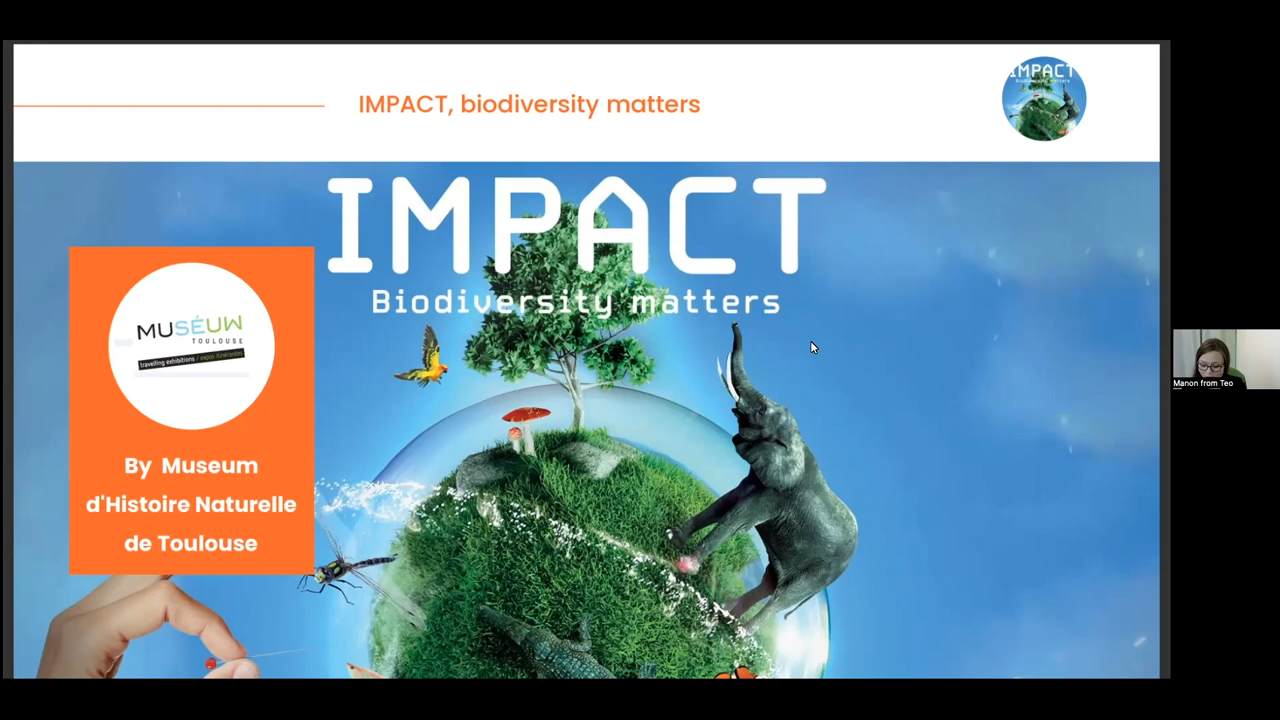 IMPACT, biodiversity matters
IMPACT
Biodiversity matters
IMPACT
Biodiversity matters
MUSÉUM
TOULOUSE
travelling exhibitions / expos itinérantes
By Museum
d'Histoire Naturelle
de Toulouse
Manon from Teo